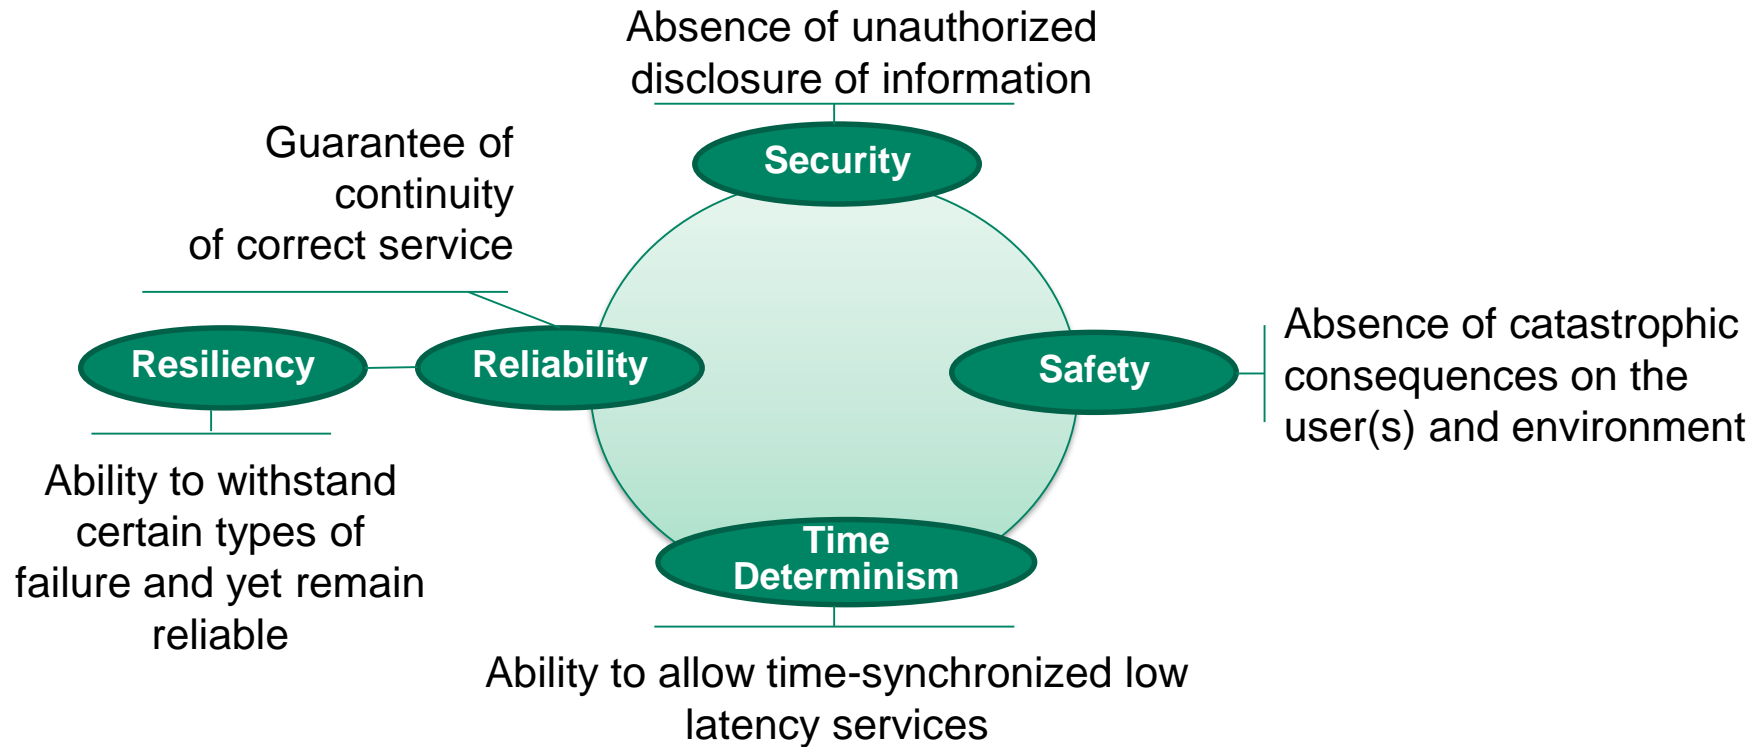 Absence of unauthorized
disclosure of information
Security
Guarantee of
continuity
of correct service
Resiliency
Reliability
Safety
Absence of catastrophic
consequences on the
user(s) and environment
Ability to withstand
certain types of
failure and yet remain
reliable
Time
Determinism
Ability to allow time-synchronized low
latency services